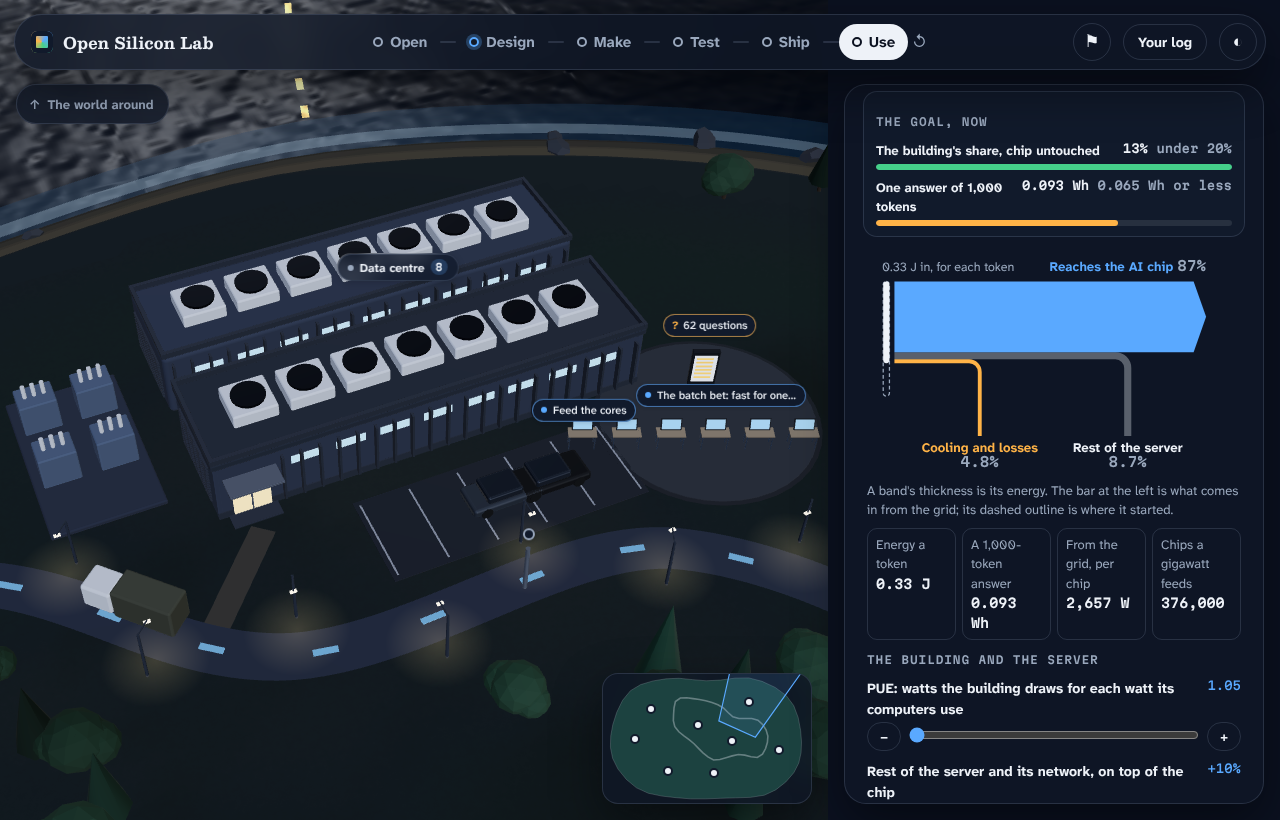 Open Silicon Lab
Open
Design
Make
Test
Ship
Use
Your log
The world around
Data centre 8
? 62 questions
The batch bet: fast for one...
Feed the cores
THE GOAL, NOW
The building's share, chip untouched 13% under 20%
One answer of 1,000 tokens 0.093 Wh 0.065 Wh or less
0.33 J in, for each token
Reaches the AI chip 87%
Cooling and losses
4.8%
Rest of the server
8.7%
A band's thickness is its energy. The bar at the left is what comes
in from the grid; its dashed outline is where it started.
Energy a
token
0.33 J
A 1,000-
token
answer
0.093
Wh
From the
grid, per
chip
2,657 W
Chips a
gigawatt
feeds
376,000
THE BUILDING AND THE SERVER
PUE: watts the building draws for each watt its
computers use
1.05
−
+
Rest of the server and its network, on top of the
chip
+10%